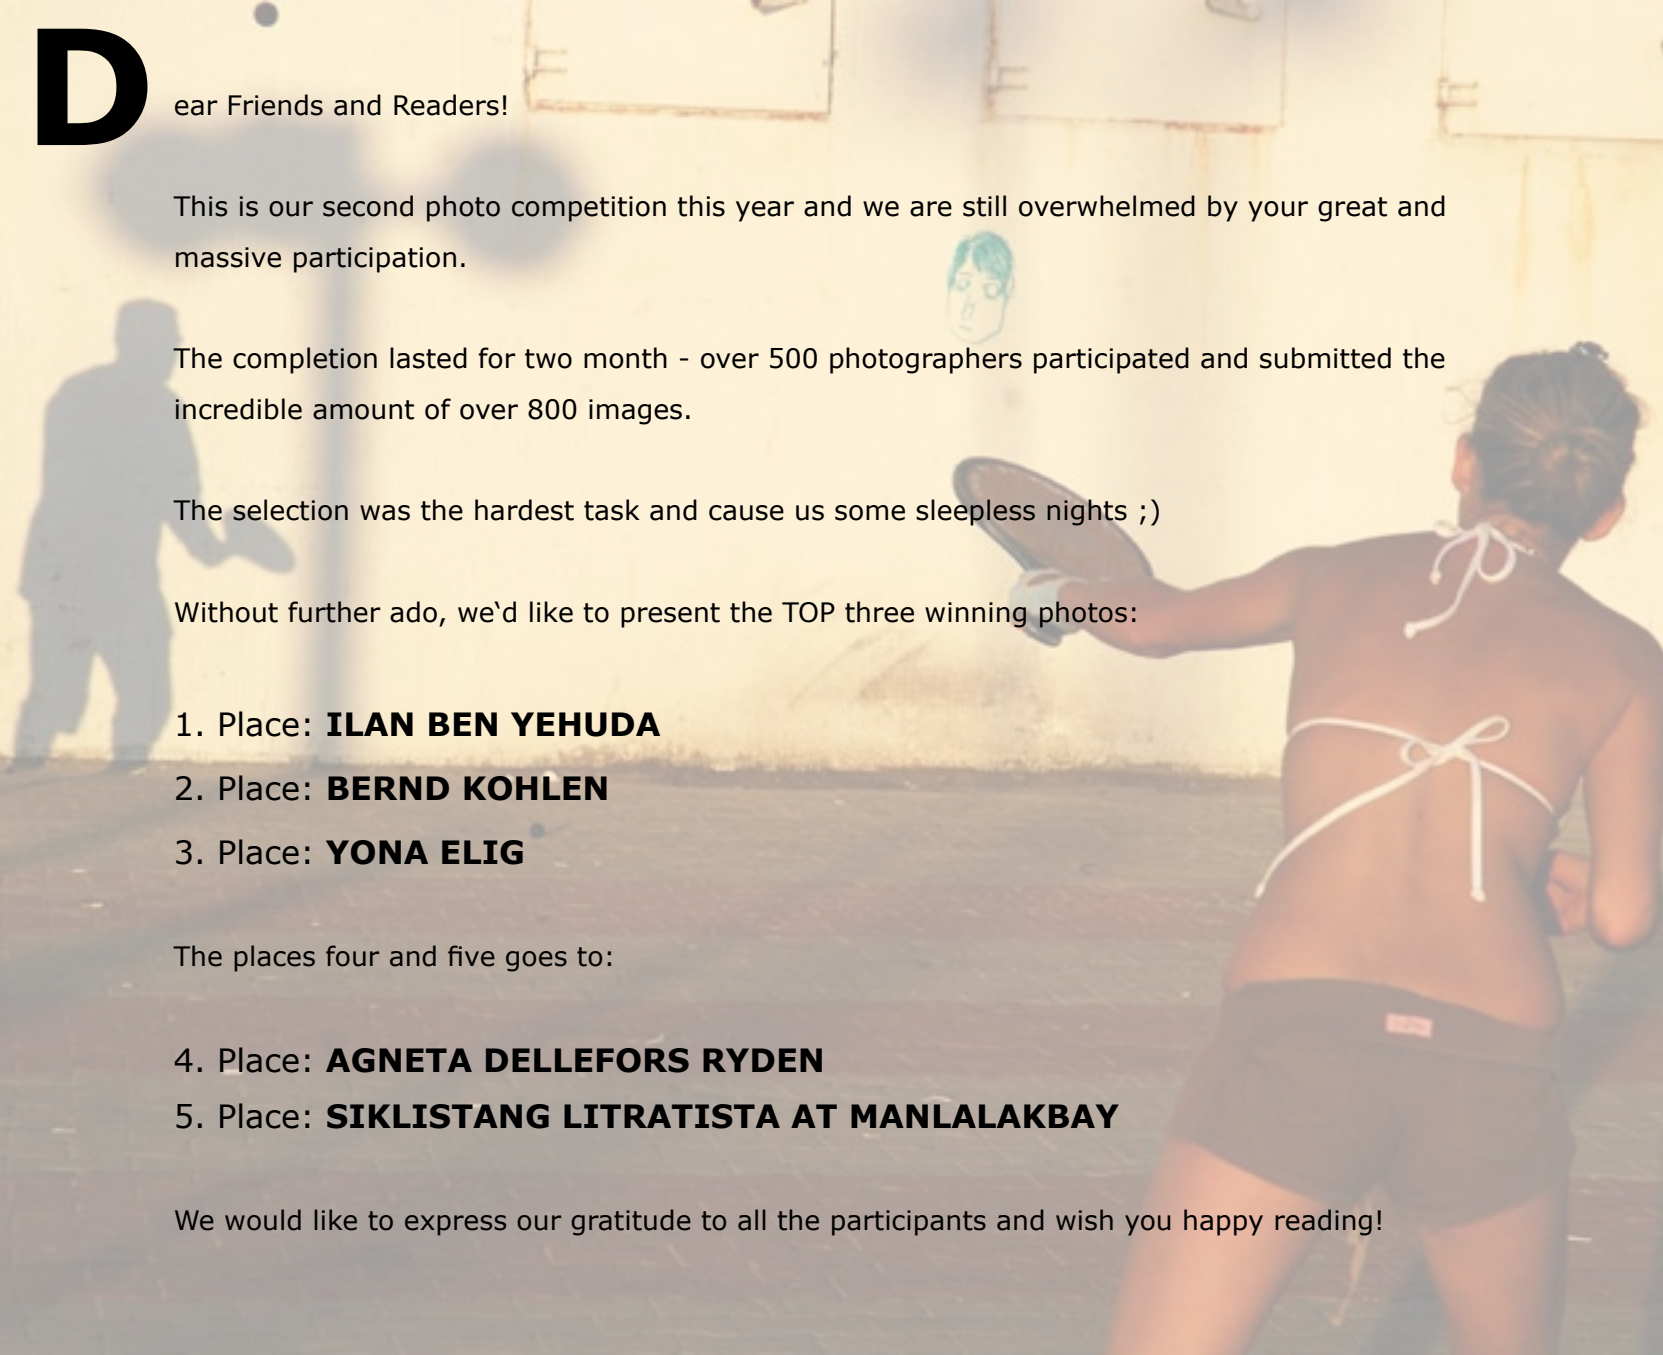 Dear Friends and Readers!
This is our second photo competition this year and we are still overwhelmed by your great and
massive participation.
The completion lasted for two month - over 500 photographers participated and submitted the
incredible amount of over 800 images.
The selection was the hardest task and cause us some sleepless nights ;)
Without further ado, we‘d like to present the TOP three winning photos:
1. Place: ILAN BEN YEHUDA
2. Place: BERND KOHLEN
3. Place: YONA ELIG
The places four and five goes to:
4. Place: AGNETA DELLEFORS RYDEN
5. Place: SIKLISTANG LITRATISTA AT MANLALAKBAY
We would like to express our gratitude to all the participants and wish you happy reading!